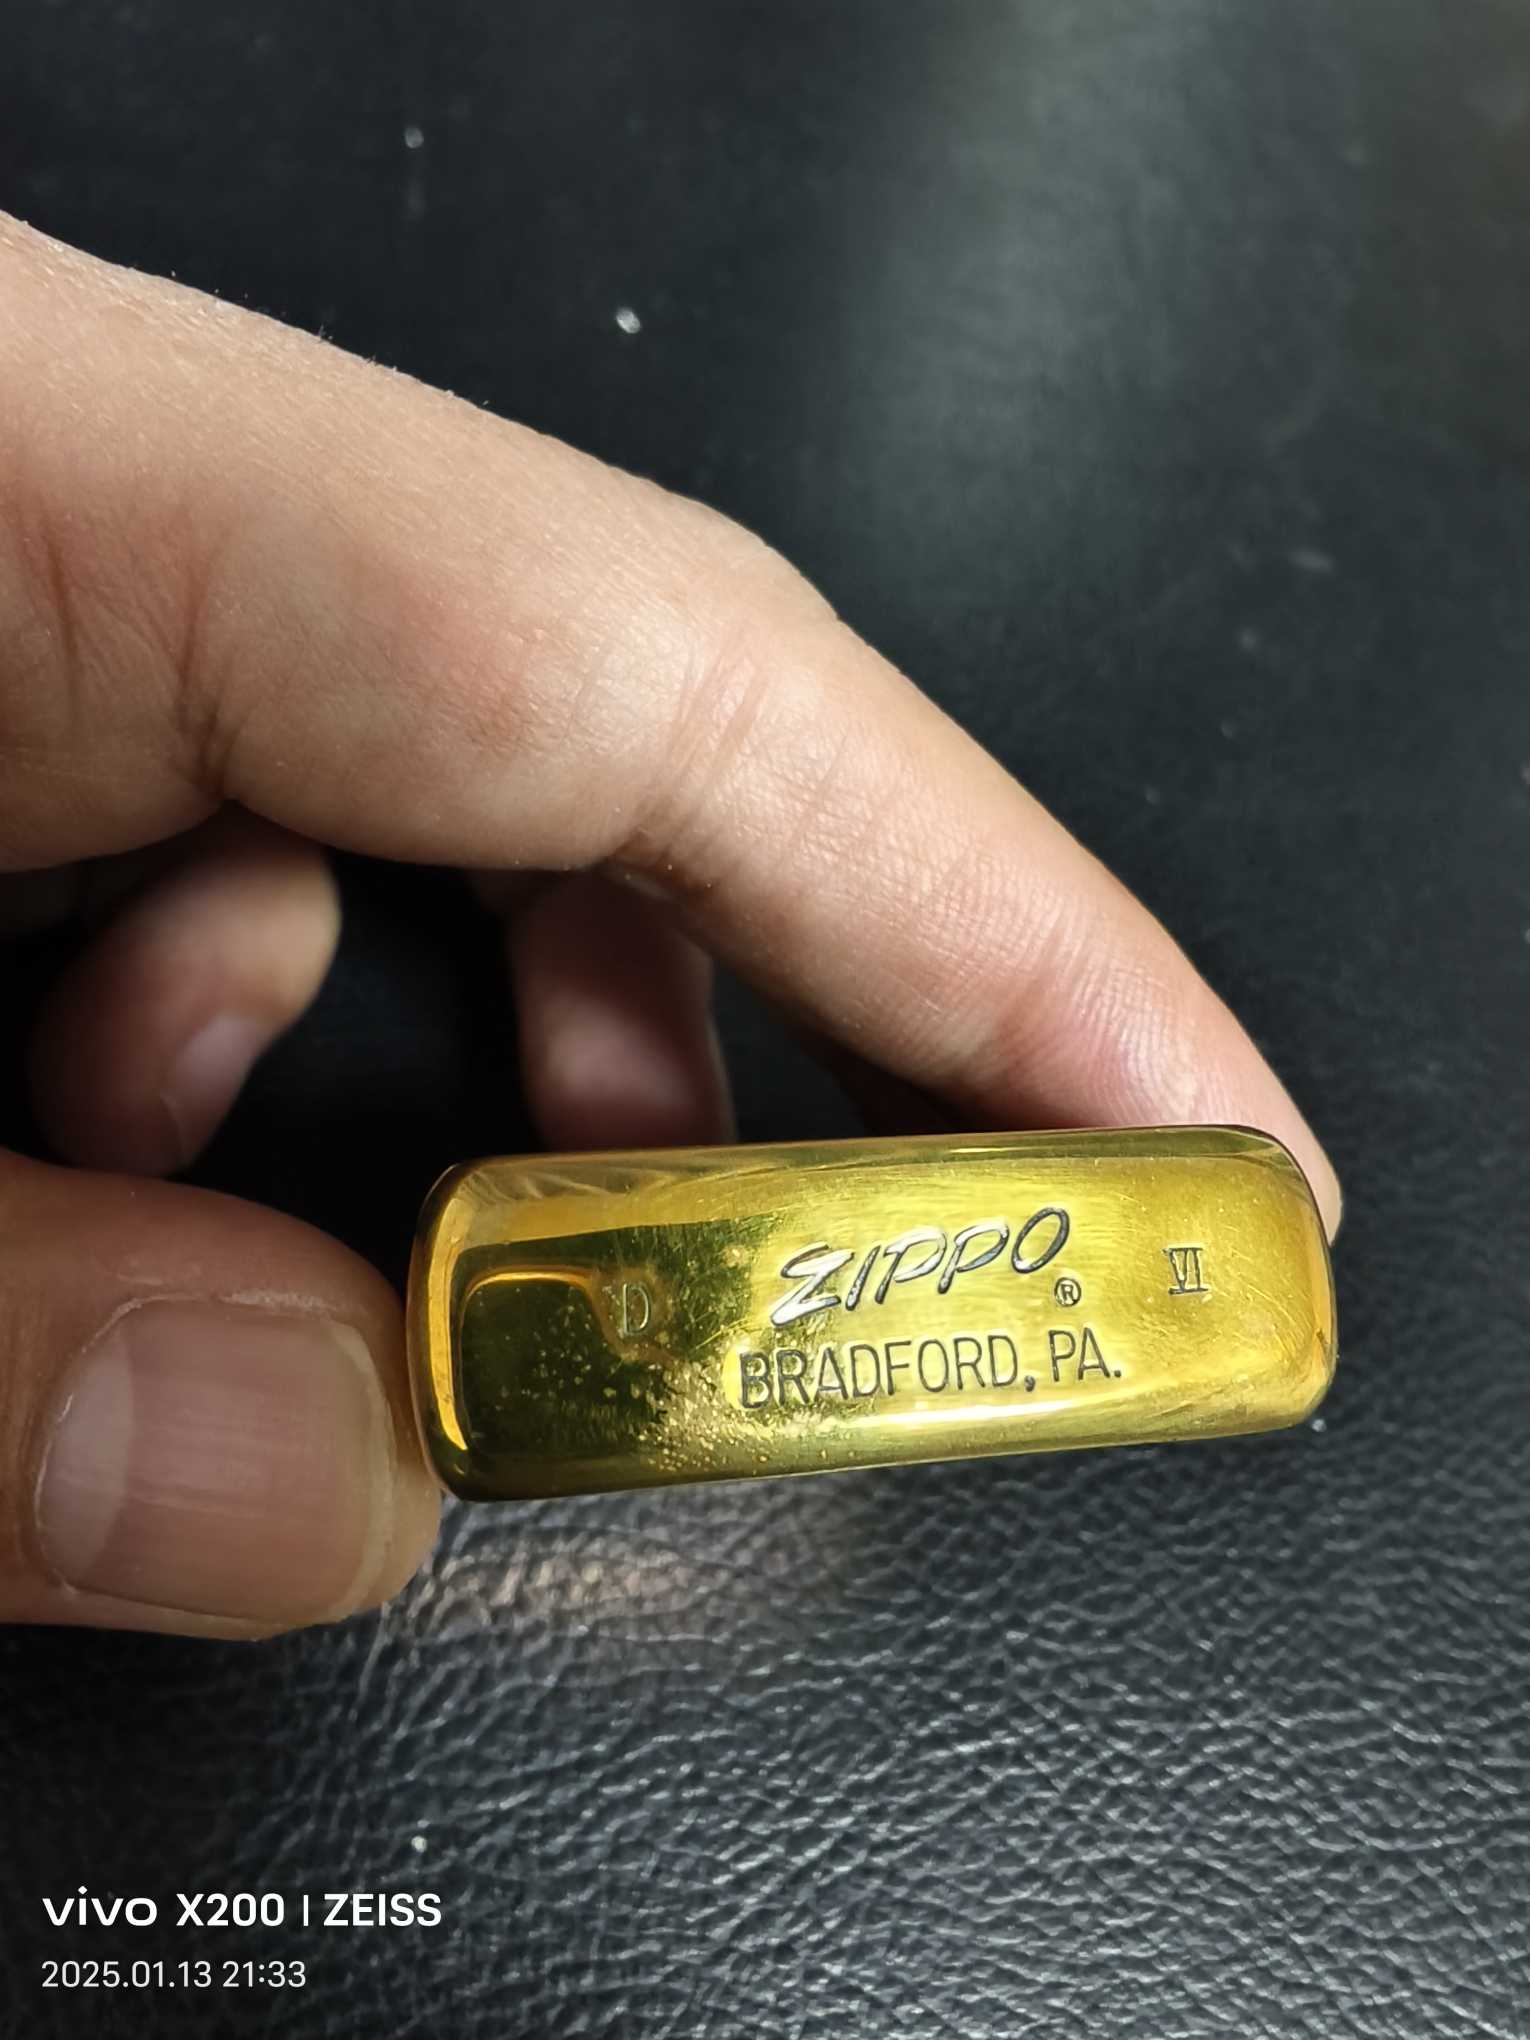 ZIPPO ®
D VI
BRADFORD, PA.
vivo X200 | ZEISS
2025.01.13 21:33